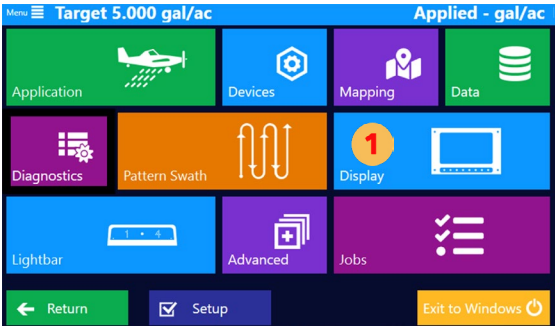 Menu Target 5.000 gal/ac Applied - gal/ac
Application Devices Mapping Data
1
Diagnostics Pattern Swath Display
1 • 4
Lightbar Advanced Jobs
Return Setup Exit to Windows